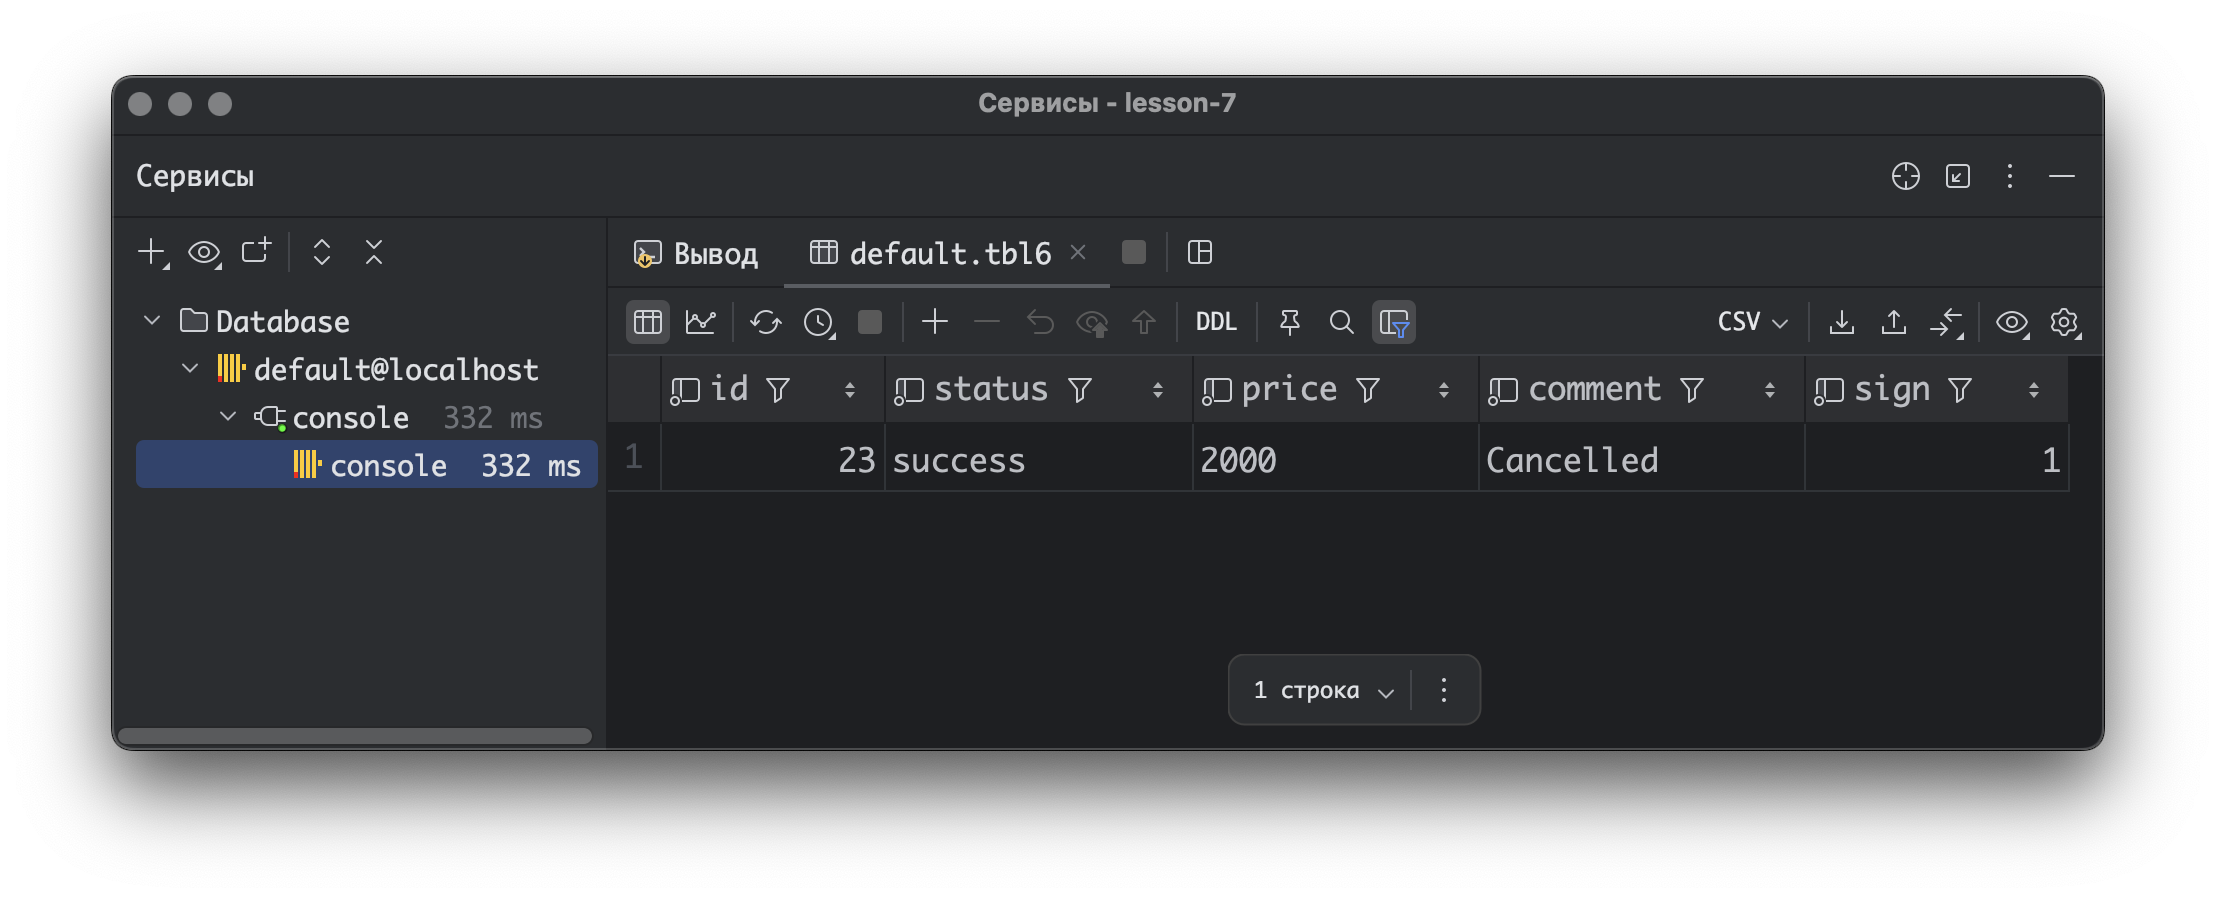 Сервисы - lesson-7
Сервисы
Вывод default.tbl6
Database
default@localhost
console 332 ms
console 332 ms
DDL CSV
id status price comment sign
1 23 success 2000 Cancelled 1
1 строка